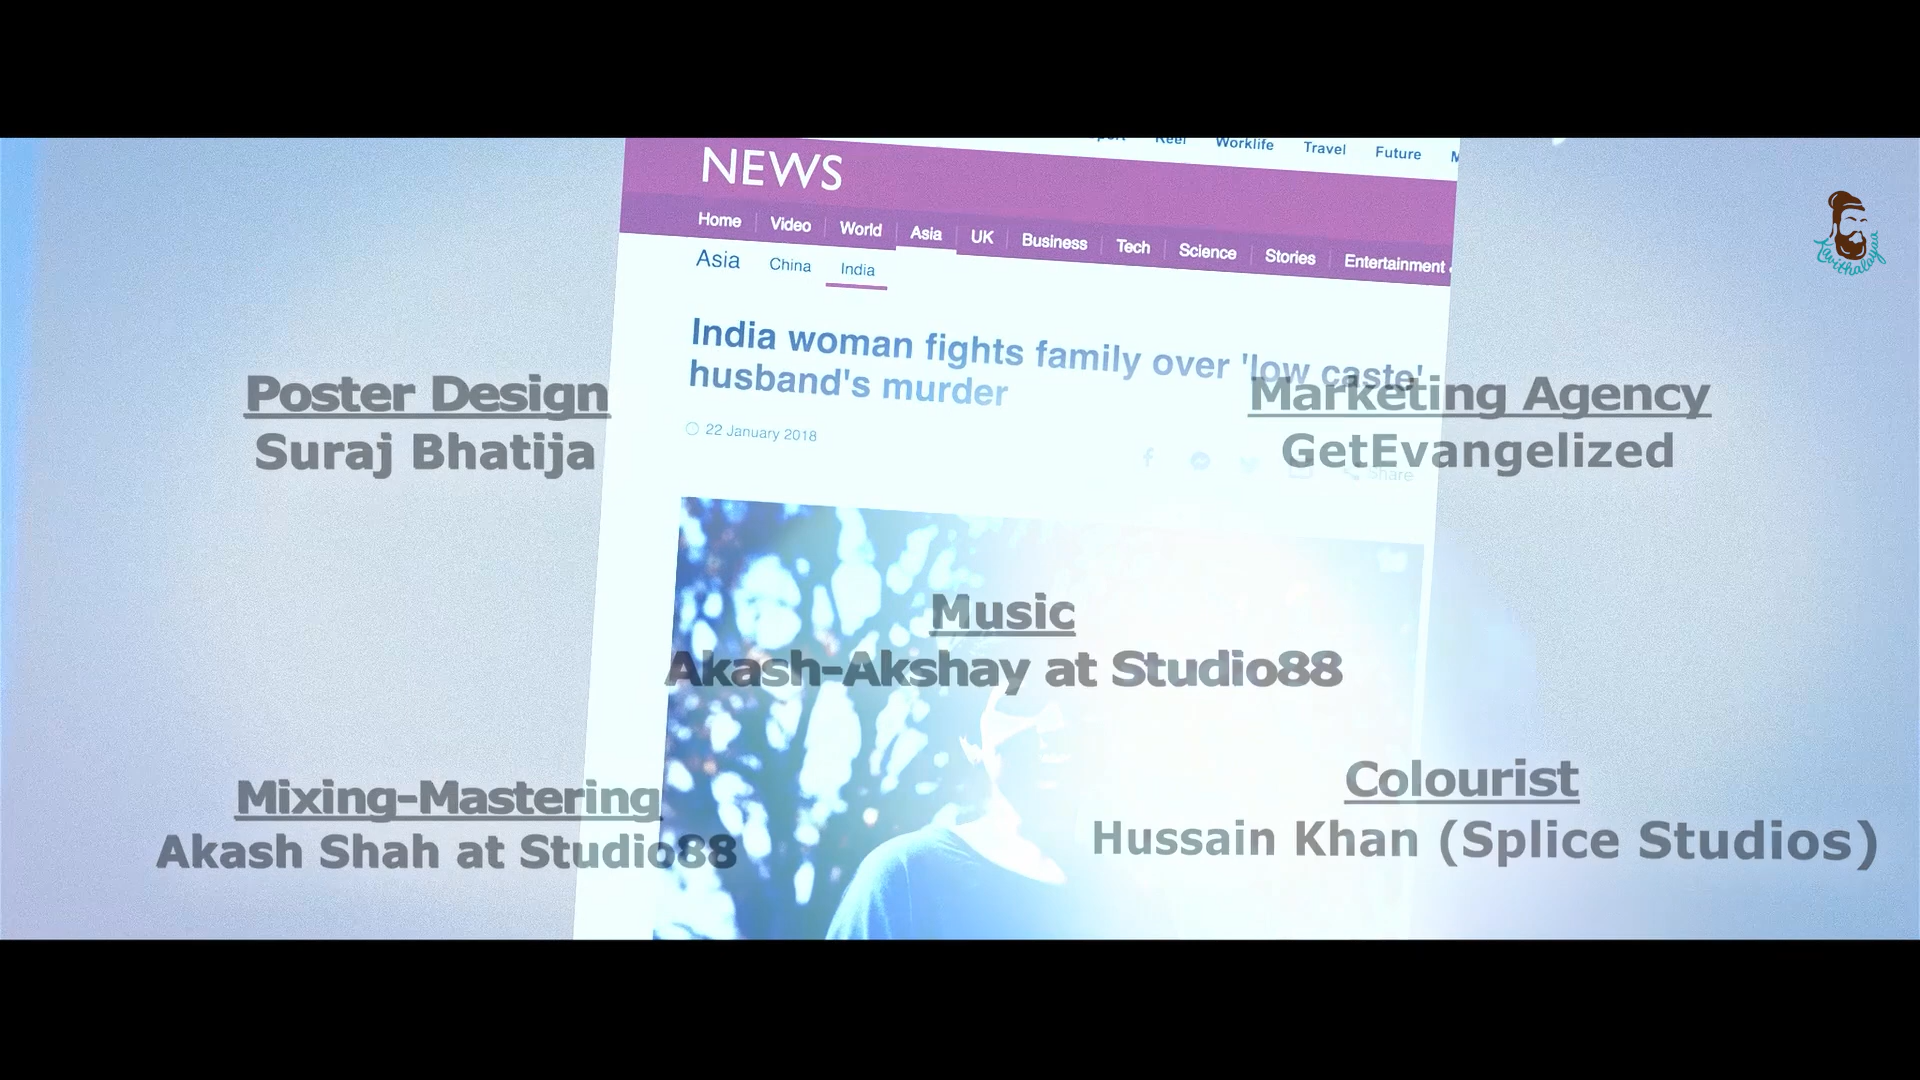 Reel Worklife Travel Future
NEWS
Home Video World Asia UK Business Tech Science Stories Entertainment
Asia China India
India woman fights family over 'low caste'
husband's murder
22 January 2018
Share
Poster Design
Suraj Bhatija
Marketing Agency
GetEvangelized
Music
Akash-Akshay at Studio88
Mixing-Mastering
Akash Shah at Studio88
Colourist
Hussain Khan (Splice Studios)
Kavithalayaa